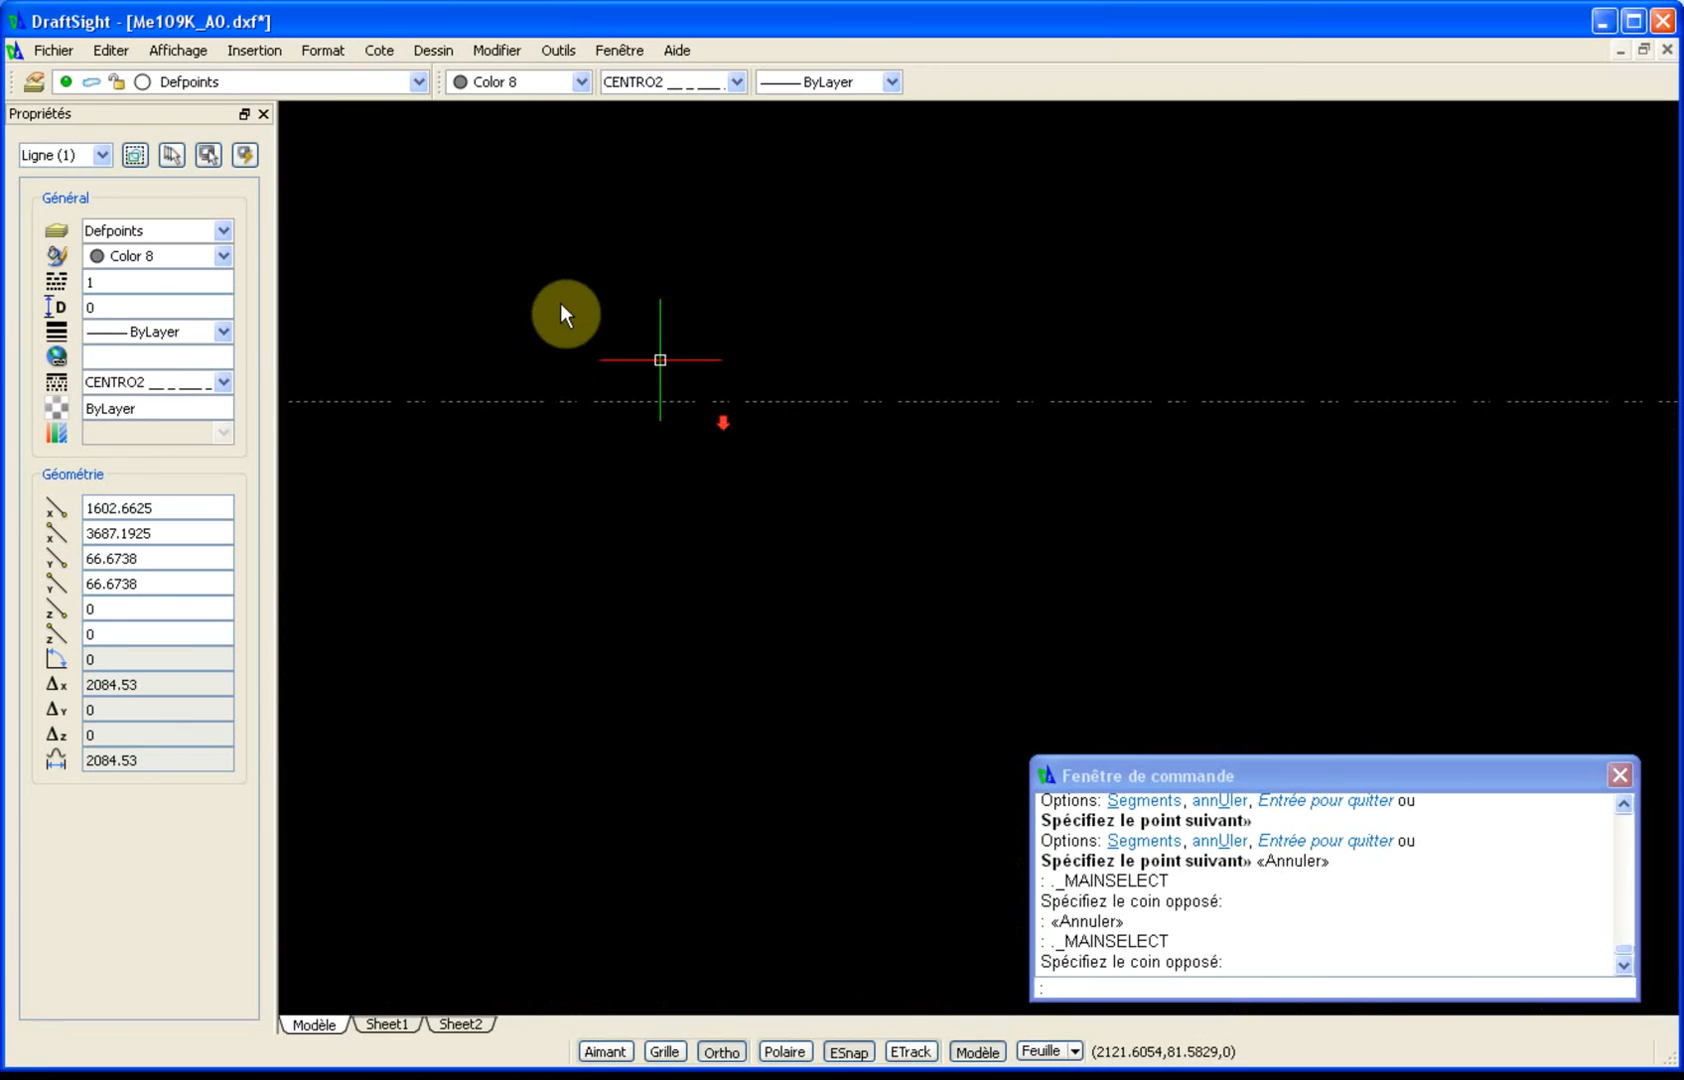 DraftSight - [Me109K_A0.dxf*]
Fichier Editer Affichage Insertion Format Cote Dessin Modifier Outils Fenêtre Aide
Defpoints Color 8 CENTRO2 ByLayer
Propriétés
Ligne (1)
Général
Defpoints
Color 8
1
D 0
ByLayer
CENTRO2
ByLayer
Géométrie
x 1602.6625
x 3687.1925
Y 66.6738
Y 66.6738
z 0
z 0
0
Δx 2084.53
ΔY 0
Δz 0
2084.53
Fenêtre de commande
Options: Segments, annUler, Entrée pour quitter ou
Spécifiez le point suivant»
Options: Segments, annUler, Entrée pour quitter ou
Spécifiez le point suivant» «Annuler»
: ._MAINSELECT
Spécifiez le coin opposé:
: «Annuler»
: ._MAINSELECT
Spécifiez le coin opposé:
:
Modèle Sheet1 Sheet2
Aimant Grille Ortho Polaire ESnap ETrack Modèle Feuille (2121.6054,81.5829,0)